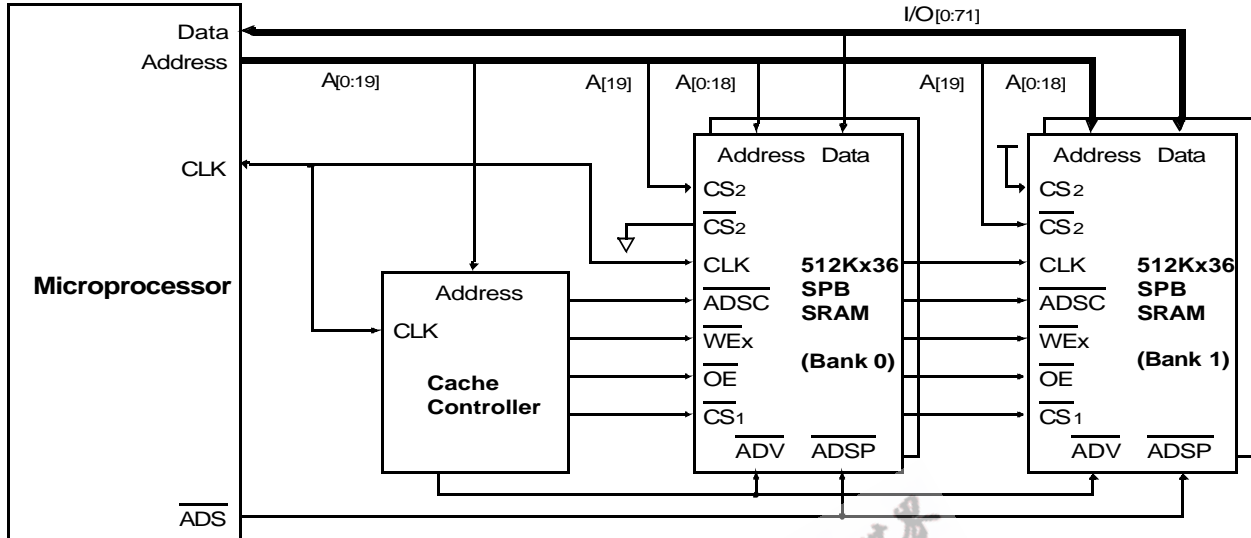 I/O[0:71]
Data
Address
A[0:19]
A[19]
A[0:18]
A[19]
A[0:18]
CLK
Microprocessor
ADS
Address
CLK
Cache
Controller
Address Data
CS2
CS2
CLK
ADSC
WEx
OE
CS1
ADV ADSP
512Kx36
SPB
SRAM
(Bank 0)
Address Data
CS2
CS2
CLK
ADSC
WEx
OE
CS1
ADV ADSP
512Kx36
SPB
SRAM
(Bank 1)